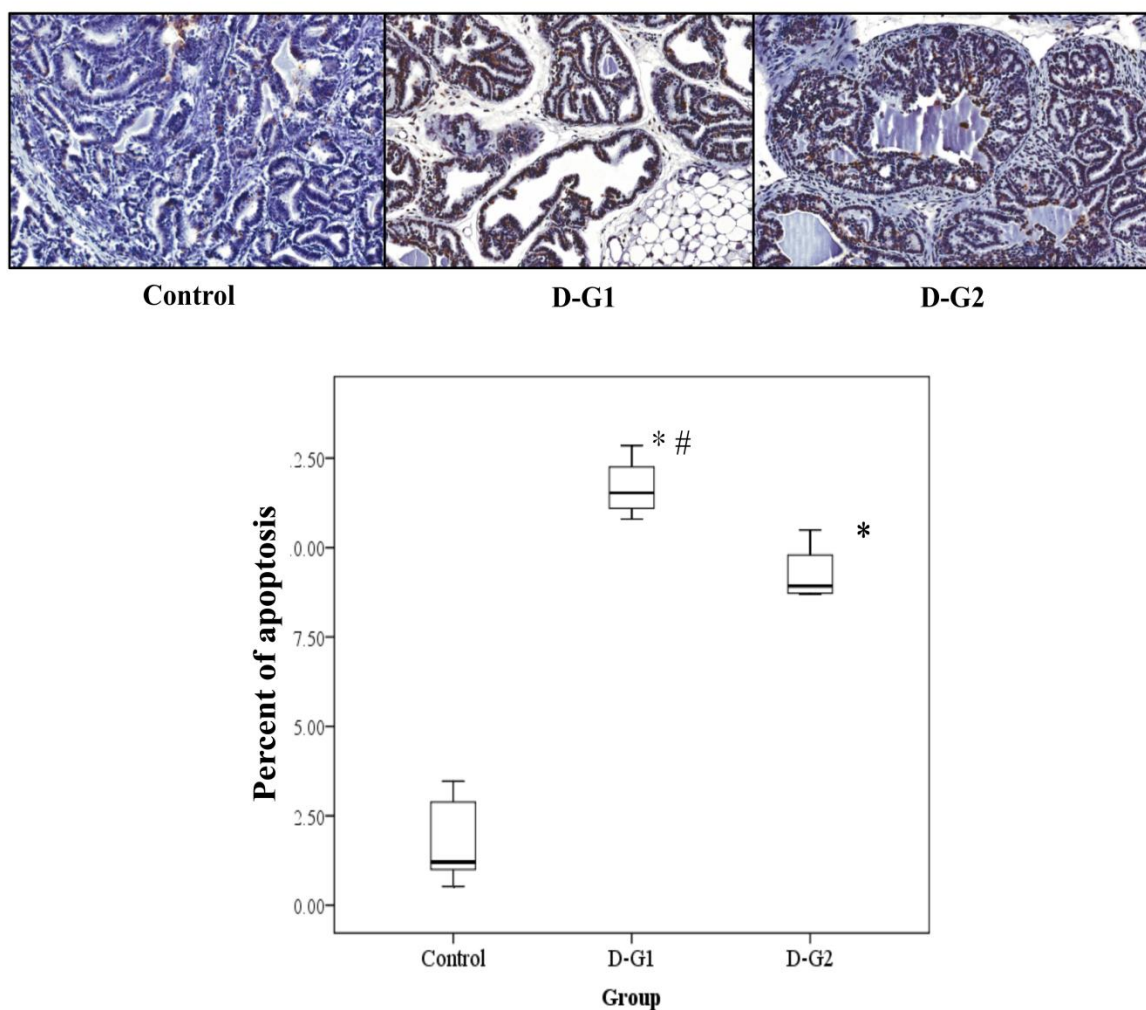 Control
D-G1
D-G2
* #
*
Percent of apoptosis
.2.50
.0.00
7.50
5.00
2.50
0.00
Control
D-G1
D-G2
Group